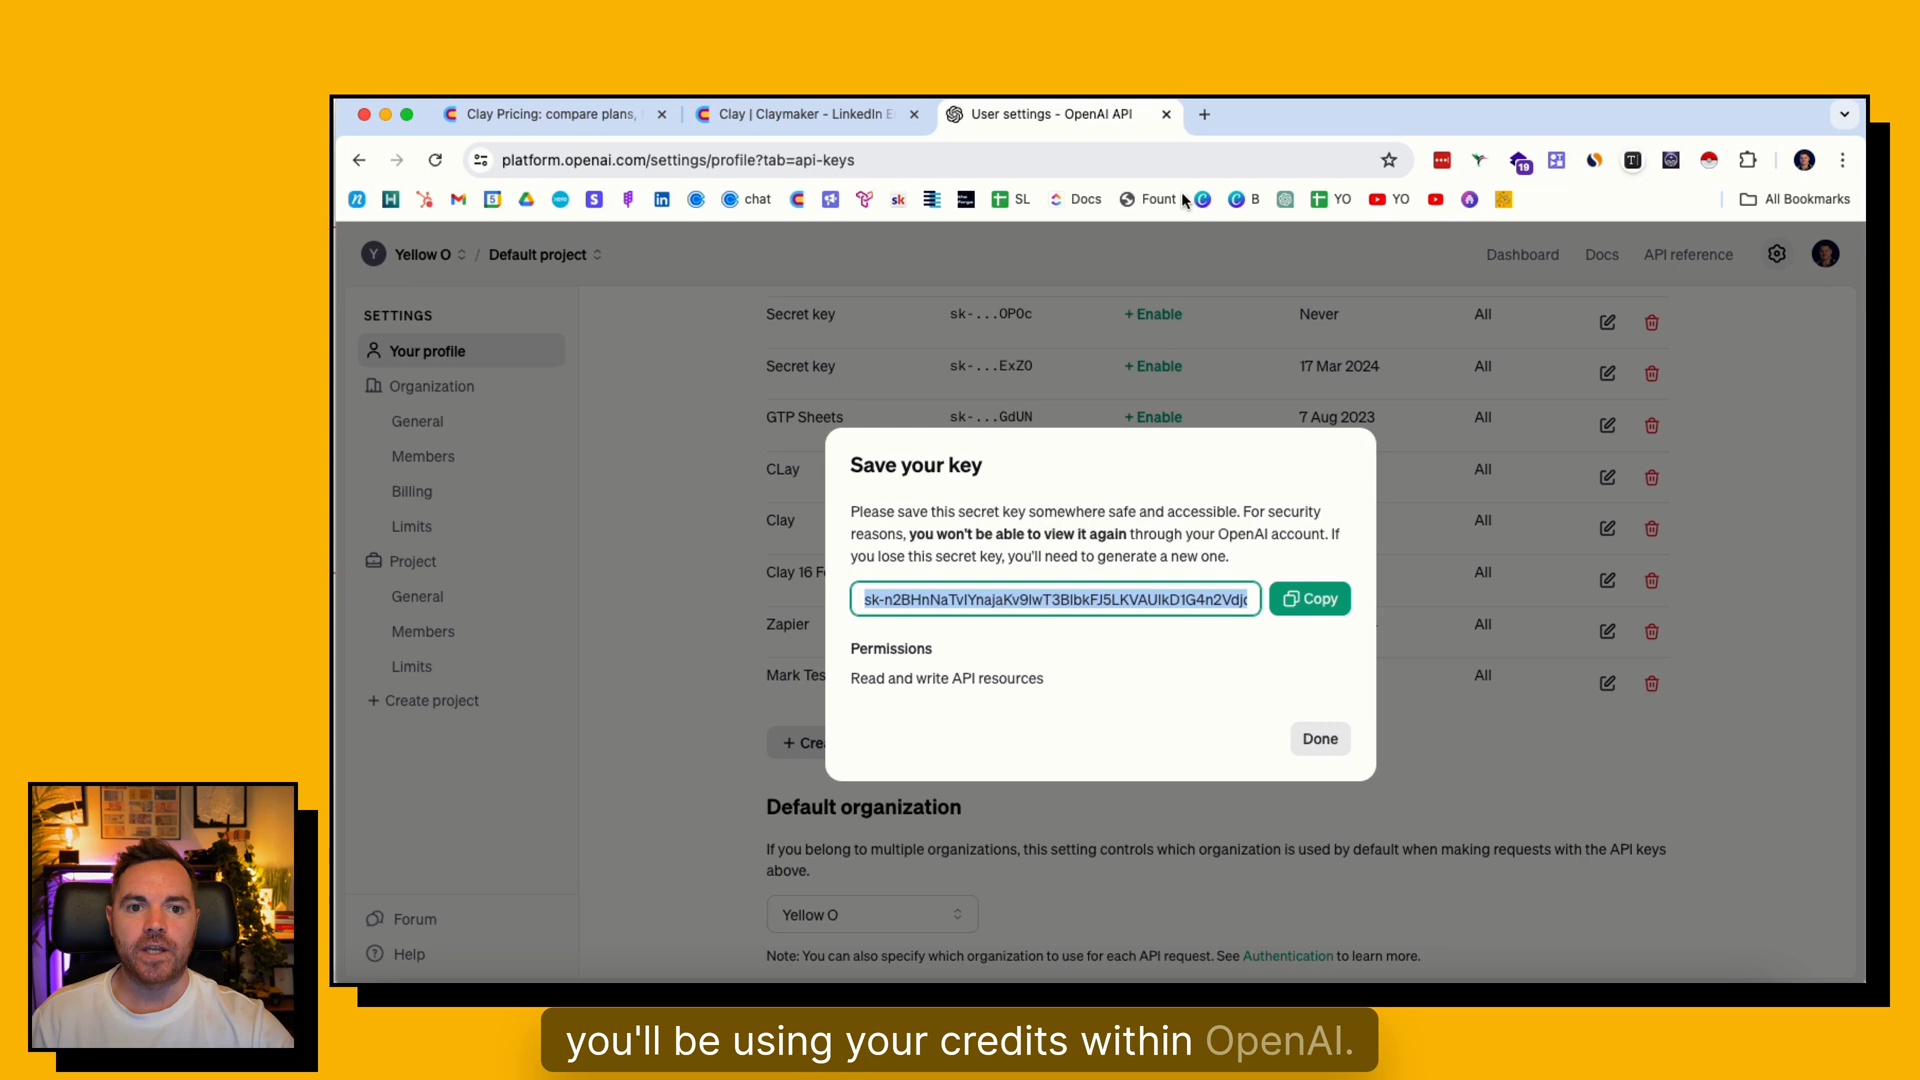 Clay Pricing: compare plans,
Clay | Claymaker - LinkedIn E
User settings - OpenAI API
platform.openai.com/settings/profile?tab=api-keys
19
chat
sk
SL
Docs
Fount
B
YO
YO
All Bookmarks
Y Yellow O / Default project
Dashboard Docs API reference
SETTINGS
Your profile
Organization
General
Members
Billing
Limits
Project
General
Members
Limits
+ Create project
Forum
Help
Secret key sk-...OPOc + Enable Never All
Secret key sk-...ExZO + Enable 17 Mar 2024 All
GTP Sheets sk-...GdUN + Enable 7 Aug 2023 All
CLay All
Clay All
Clay 16 F All
Zapier All
Mark Tes All
+ Crea
Save your key
Please save this secret key somewhere safe and accessible. For security
reasons, you won't be able to view it again through your OpenAI account. If
you lose this secret key, you'll need to generate a new one.
Copy
Permissions
Read and write API resources
Done
Default organization
If you belong to multiple organizations, this setting controls which organization is used by default when making requests with the API keys
above.
Yellow O
Note: You can also specify which organization to use for each API request. See Authentication to learn more.
you'll be using your credits within OpenAI.